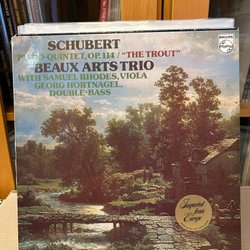 SCHUBERT
PIANO QUINTET, OP. 114 / "THE TROUT"
BEAUX ARTS TRIO
WITH SAMUEL RHODES, VIOLA
GEORG HORTNAGEL,
DOUBLE-BASS
PHILIPS
Imported
from
Europe